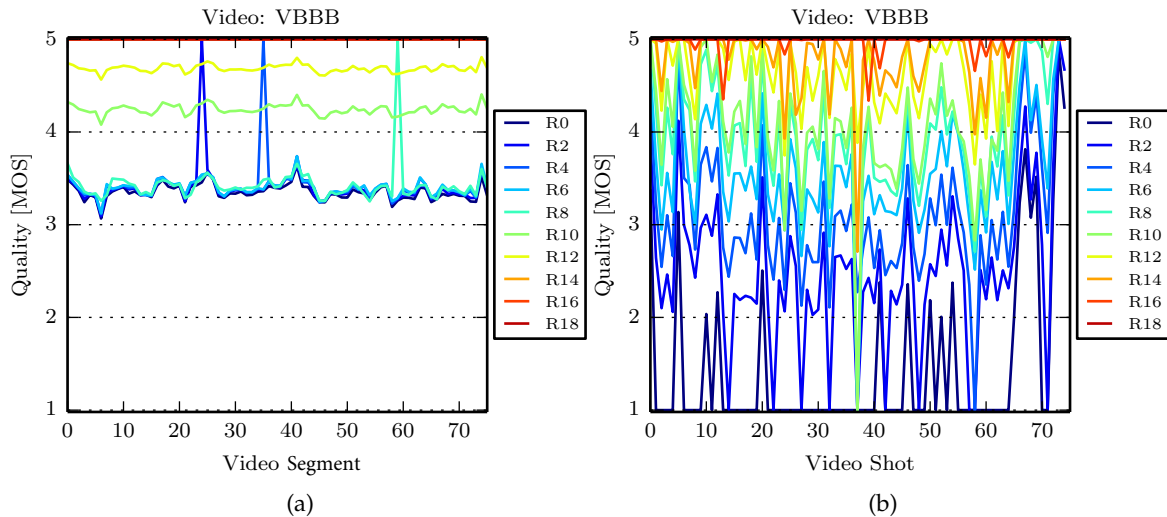 Video: VBBB
5
4
3
2
1
Quality [MOS]
0 10 20 30 40 50 60 70
Video Segment
R0
R2
R4
R6
R8
R10
R12
R14
R16
R18
(a)
Video: VBBB
5
4
3
2
1
Quality [MOS]
0 10 20 30 40 50 60 70
Video Shot
R0
R2
R4
R6
R8
R10
R12
R14
R16
R18
(b)